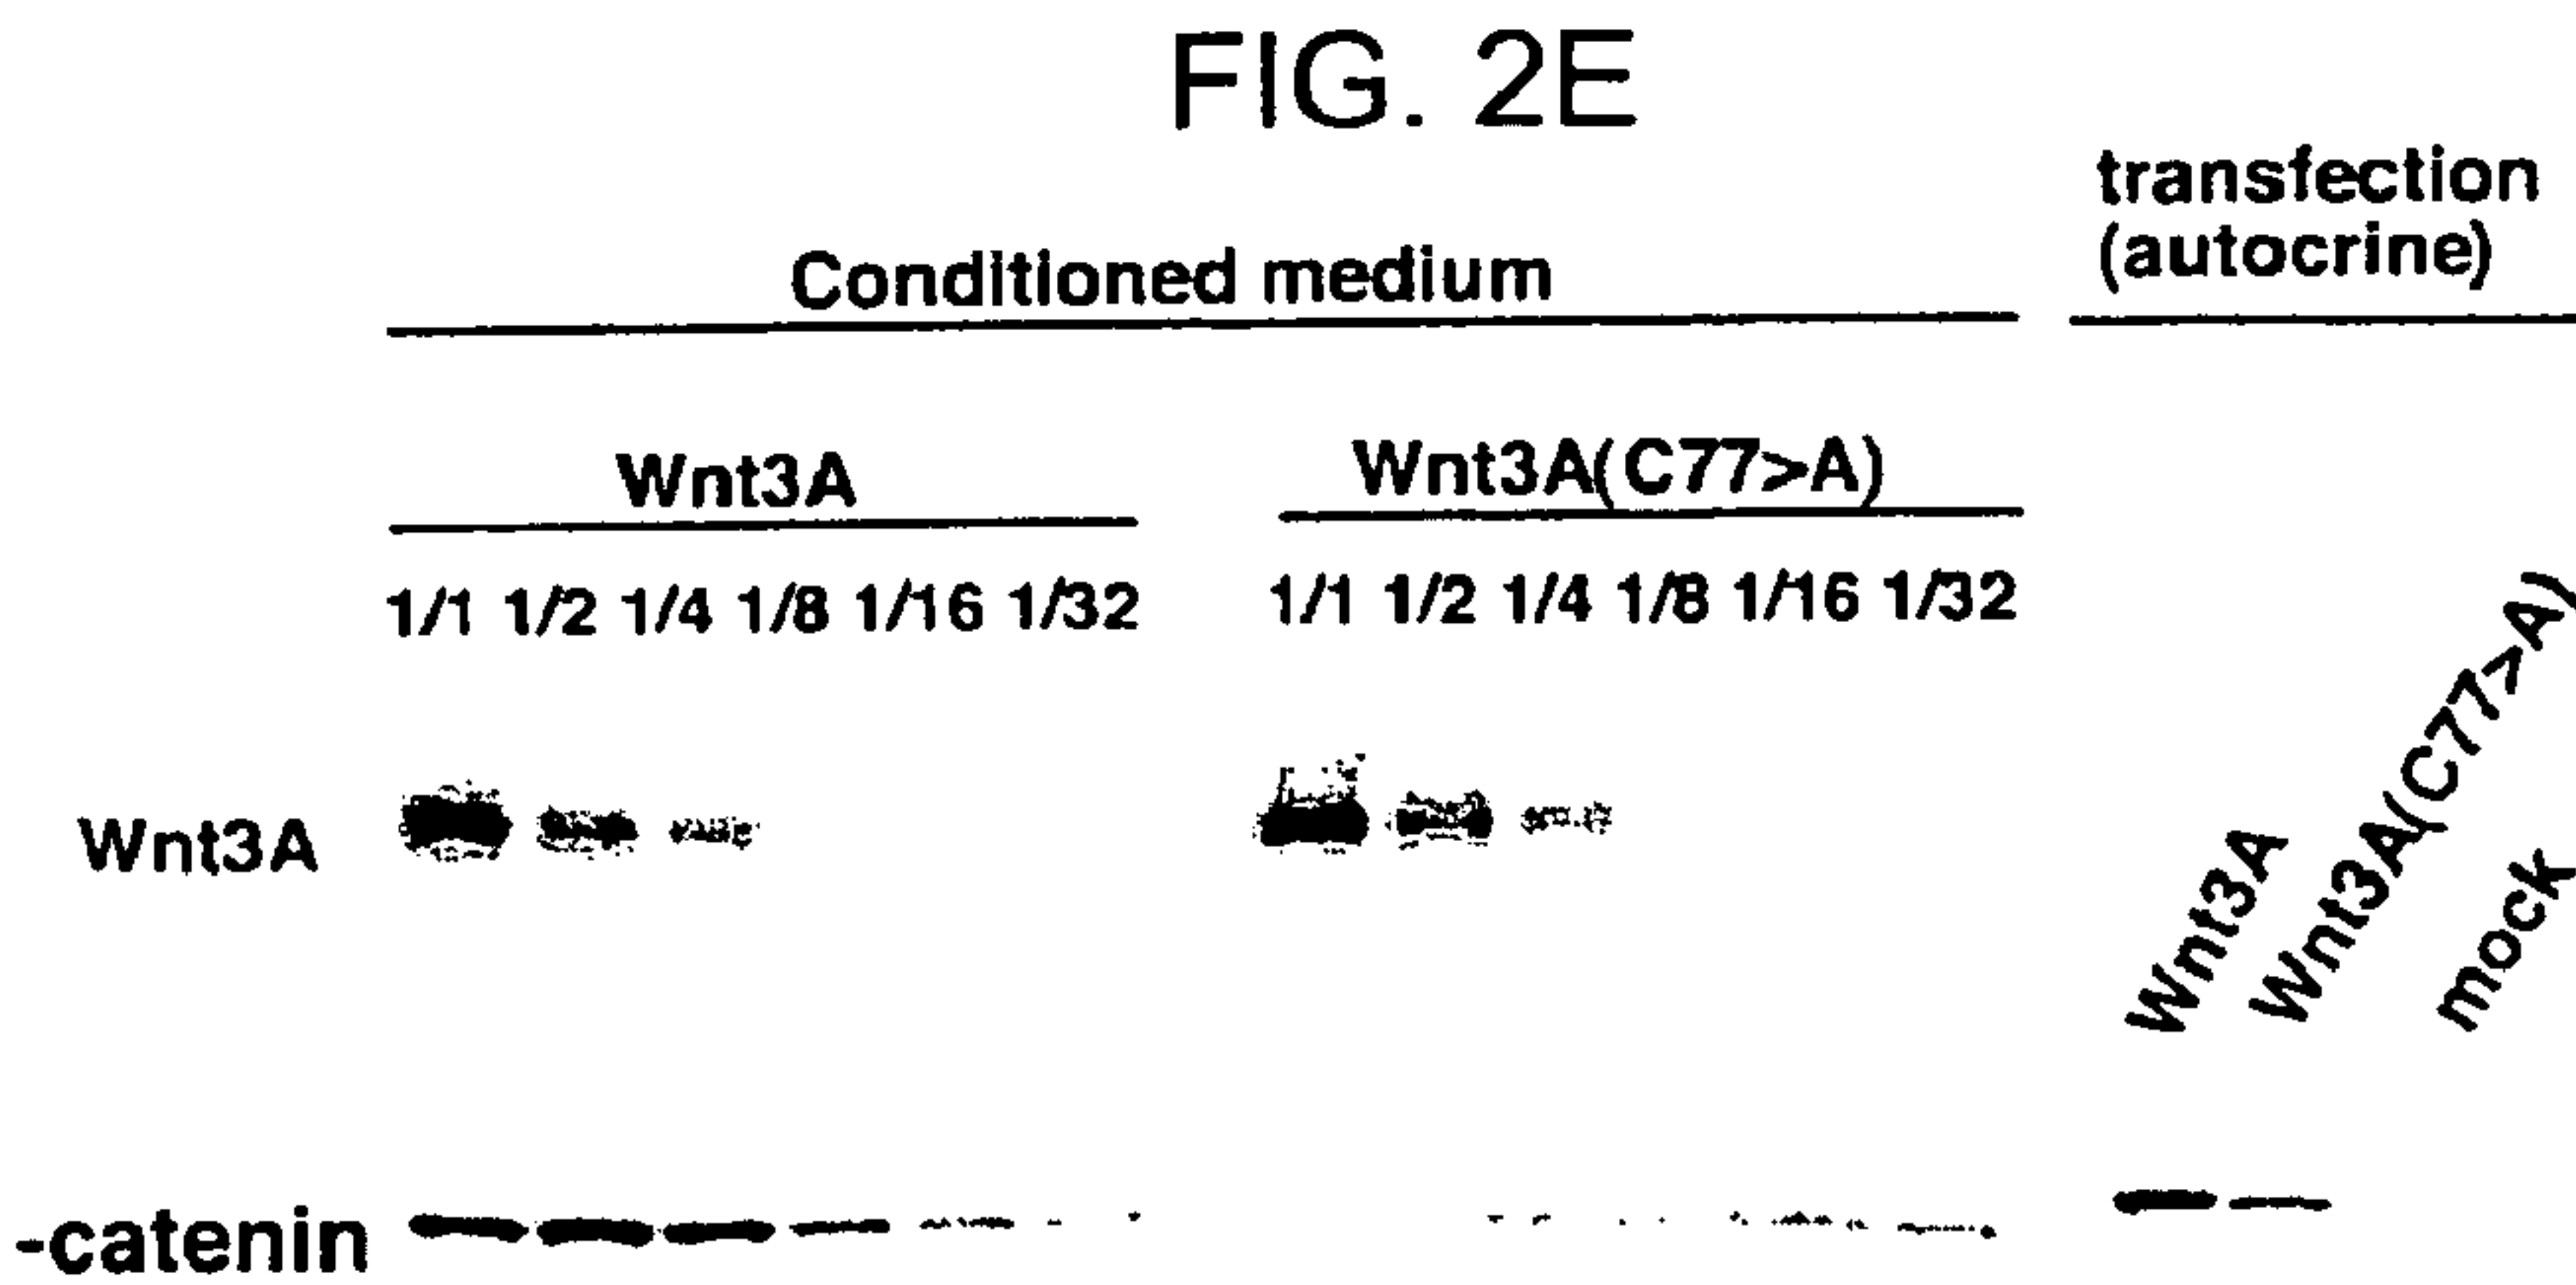 FIG. 2E
transfection
(autocrine)
Conditioned medium
Wnt3A
Wnt3A(C77>A)
1/1 1/2 1/4 1/8 1/16 1/32
1/1 1/2 1/4 1/8 1/16 1/32
Wnt3A
Wnt3A
Wnt3A(C77>A)
mock
-catenin